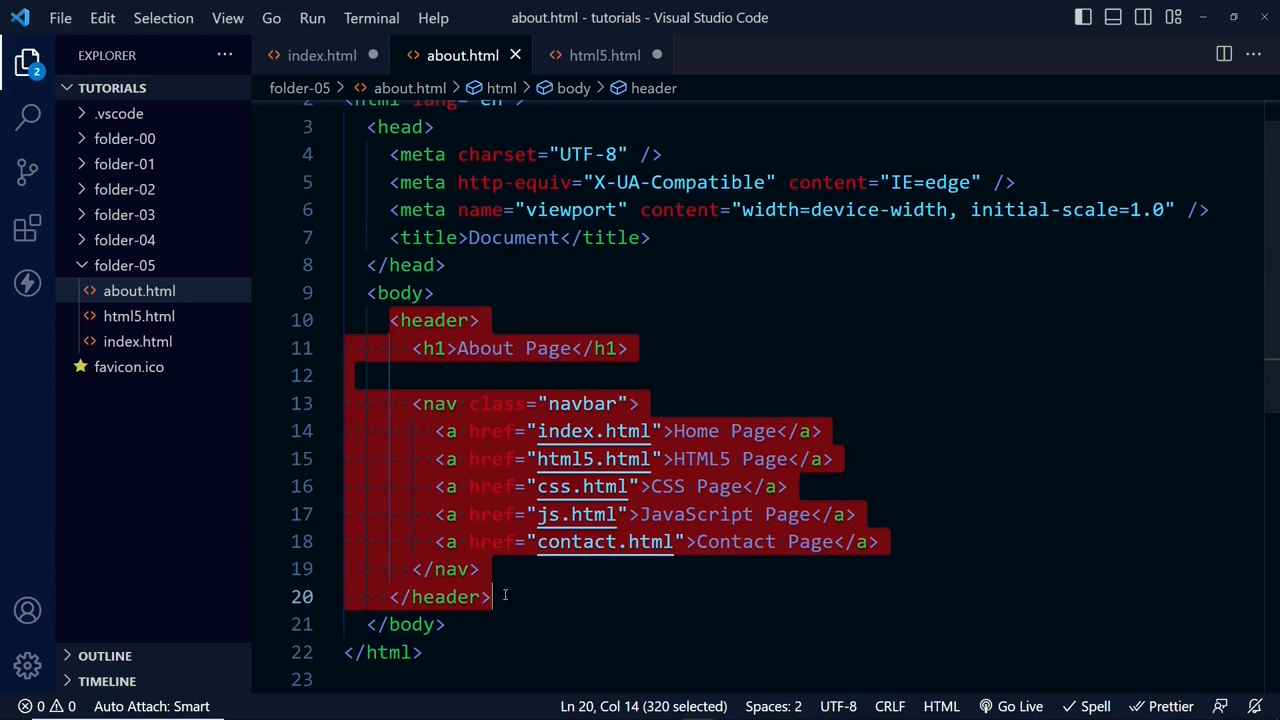 File Edit Selection View Go Run Terminal Help about.html - tutorials - Visual Studio Code
EXPLORER
index.html about.html html5.html
2
TUTORIALS
folder-05 > about.html > html > body > header
.vscode
folder-00
folder-01
folder-02
folder-03
folder-04
folder-05
about.html
html5.html
index.html
favicon.ico
OUTLINE
TIMELINE
2 <html lang="en">
3 <head>
4 <meta charset="UTF-8" />
5 <meta http-equiv="X-UA-Compatible" content="IE=edge" />
6 <meta name="viewport" content="width=device-width, initial-scale=1.0" />
7 <title>Document</title>
8 </head>
9 <body>
10 <header>
11 <h1>About Page</h1>
12
13 <nav class="navbar">
14 <a href="index.html">Home Page</a>
15 <a href="html5.html">HTML5 Page</a>
16 <a href="css.html">CSS Page</a>
17 <a href="js.html">JavaScript Page</a>
18 <a href="contact.html">Contact Page</a>
19 </nav>
20 </header>
21 </body>
22 </html>
23
0 0 Auto Attach: Smart Ln 20, Col 14 (320 selected) Spaces: 2 UTF-8 CRLF HTML Go Live Spell Prettier